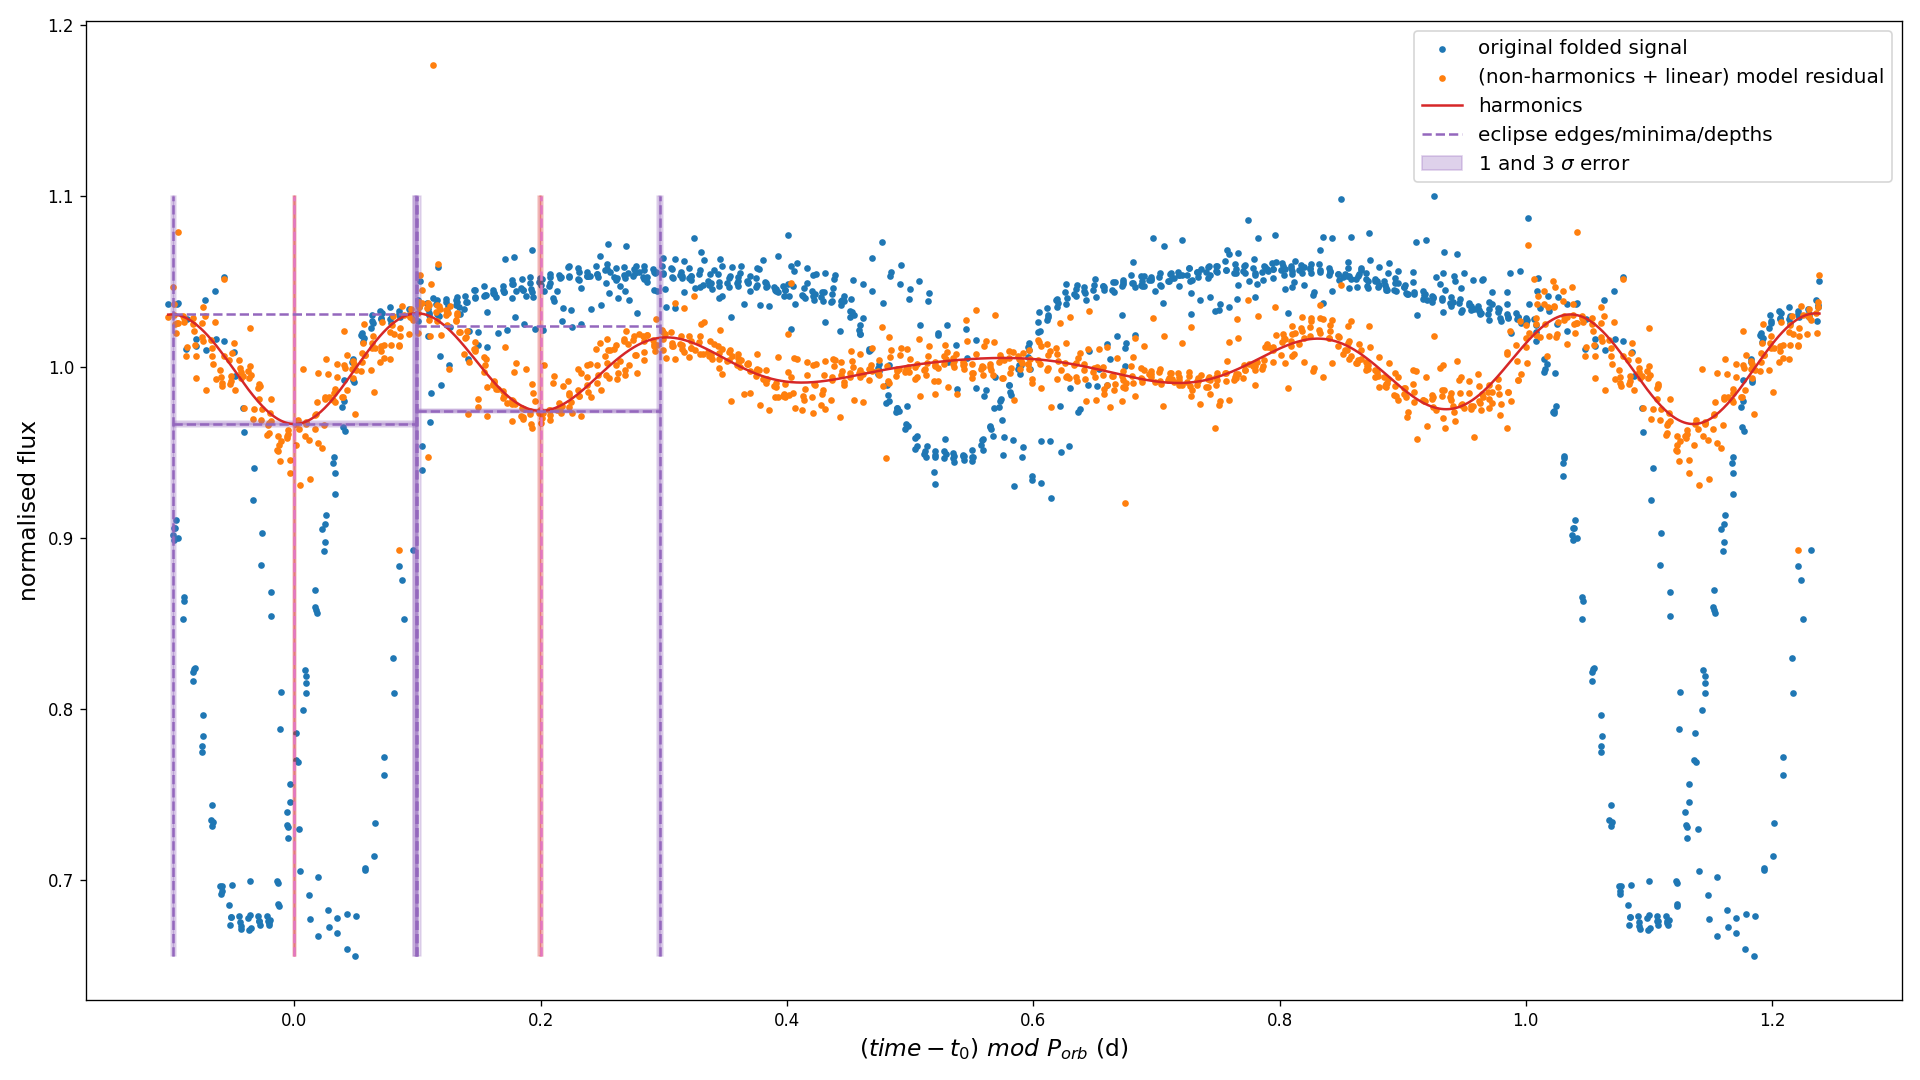 1.2
1.1
1.0
0.9
0.8
0.7
normalised flux
original folded signal
(non-harmonics + linear) model residual
harmonics
eclipse edges/minima/depths
1 and 3 σ error
0.0 0.2 0.4 0.6 0.8 1.0 1.2
(time − t₀) mod Pₒᵣb (d)